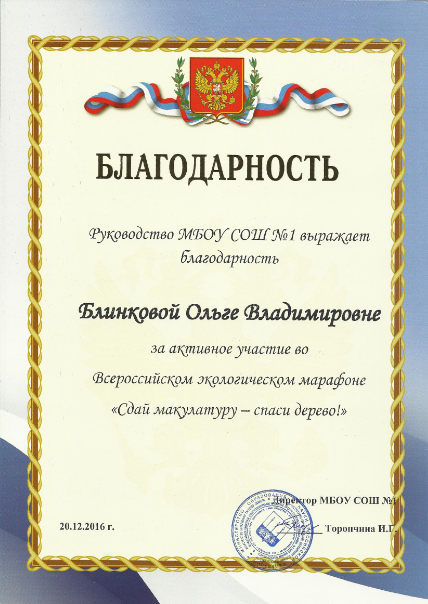 БЛАГОДАРНОСТЬ
Руководство МБОУ СОШ №1 выражает
благодарность
Блинковой Ольге Владимировне
за активное участие во
Всероссийском экологическом марафоне
«Сдай макулатуру – спаси дерево!»
Директор МБОУ СОШ №1
20.12.2016 г.
Торопчина И.Г.